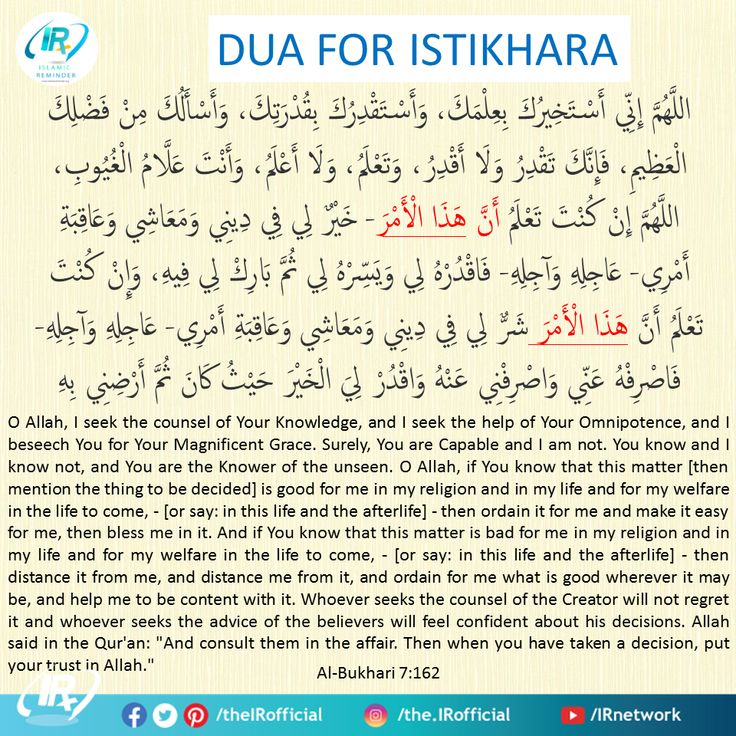 IR
ISLAMIC
REMINDER
DUA FOR ISTIKHARA
اللَّهُمَّ إِنِّي أَسْتَخِيرُكَ بِعِلْمَكَ، وَأَسْتَقْدِرُكَ بِقُدْرَتِكَ، وَأَسْأَلُكَ مِنْ فَضْلِكَ
الْعَظِيمِ، فَإِنَّكَ تَقْدِرُ وَلَا أَقْدِرُ، وَتَعْلَمُ، وَلَا أَعْلَمُ، وَأَنْتَ عَلَّامُ الْغُيُوبِ،
اللَّهُمَّ إِنْ كُنْتَ تَعْلَمُ أَنَّ هَذَا الْأَمْرَ- خَيْرٌ لِي فِي دِينِي وَمَعَاشِي وَعَاقِبَةِ
أَمْرِي- عَاجِلِهِ وَآجِلِهِ- فَاقْدُرْهُ لِي وَيَسِّرْهُ لِي ثُمَّ بَارِكْ لِي فِيهِ، وَإِنْ كُنْتَ
تَعْلَمُ أَنَّ هَذَا الْأَمْرَ شَرٌّ لِي فِي دِينِي وَمَعَاشِي وَعَاقِبَةِ أَمْرِي- عَاجِلِهِ وَآجِلِهِ-
فَاصْرِفْهُ عَنِّي وَاصْرِفْنِي عَنْهُ وَاقْدُرْ لِيَ الْخَيْرَ حَيْثُ كَانَ ثُمَّ أَرْضِنِي بِهِ
O Allah, I seek the counsel of Your Knowledge, and I seek the help of Your Omnipotence, and I
beseech You for Your Magnificent Grace. Surely, You are Capable and I am not. You know and I
know not, and You are the Knower of the unseen. O Allah, if You know that this matter [then
mention the thing to be decided] is good for me in my religion and in my life and for my welfare
in the life to come, - [or say: in this life and the afterlife] - then ordain it for me and make it easy
for me, then bless me in it. And if You know that this matter is bad for me in my religion and in
my life and for my welfare in the life to come, - [or say: in this life and the afterlife] - then
distance it from me, and distance me from it, and ordain for me what is good wherever it may
be, and help me to be content with it. Whoever seeks the counsel of the Creator will not regret
it and whoever seeks the advice of the believers will feel confident about his decisions. Allah
said in the Qur'an: "And consult them in the affair. Then when you have taken a decision, put
your trust in Allah."
Al-Bukhari 7:162
IR
/theIRofficial
/the.IRofficial
/IRnetwork